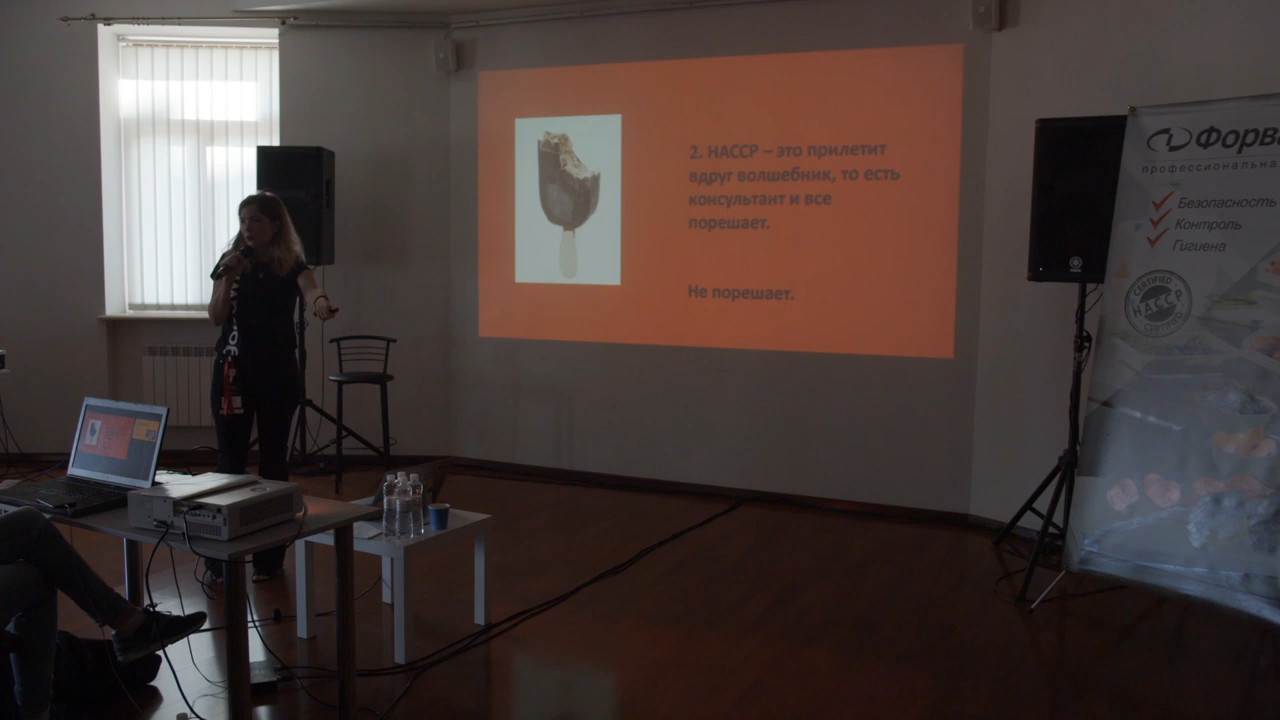 2. HACCP – это прилетит
вдруг волшебник, то есть
консультант и все
порешает.
Не порешает.
Форва
профессиональна
Безопасность
Контроль
Гигиена
CERTIFIED
HACCP
CERTIFIED